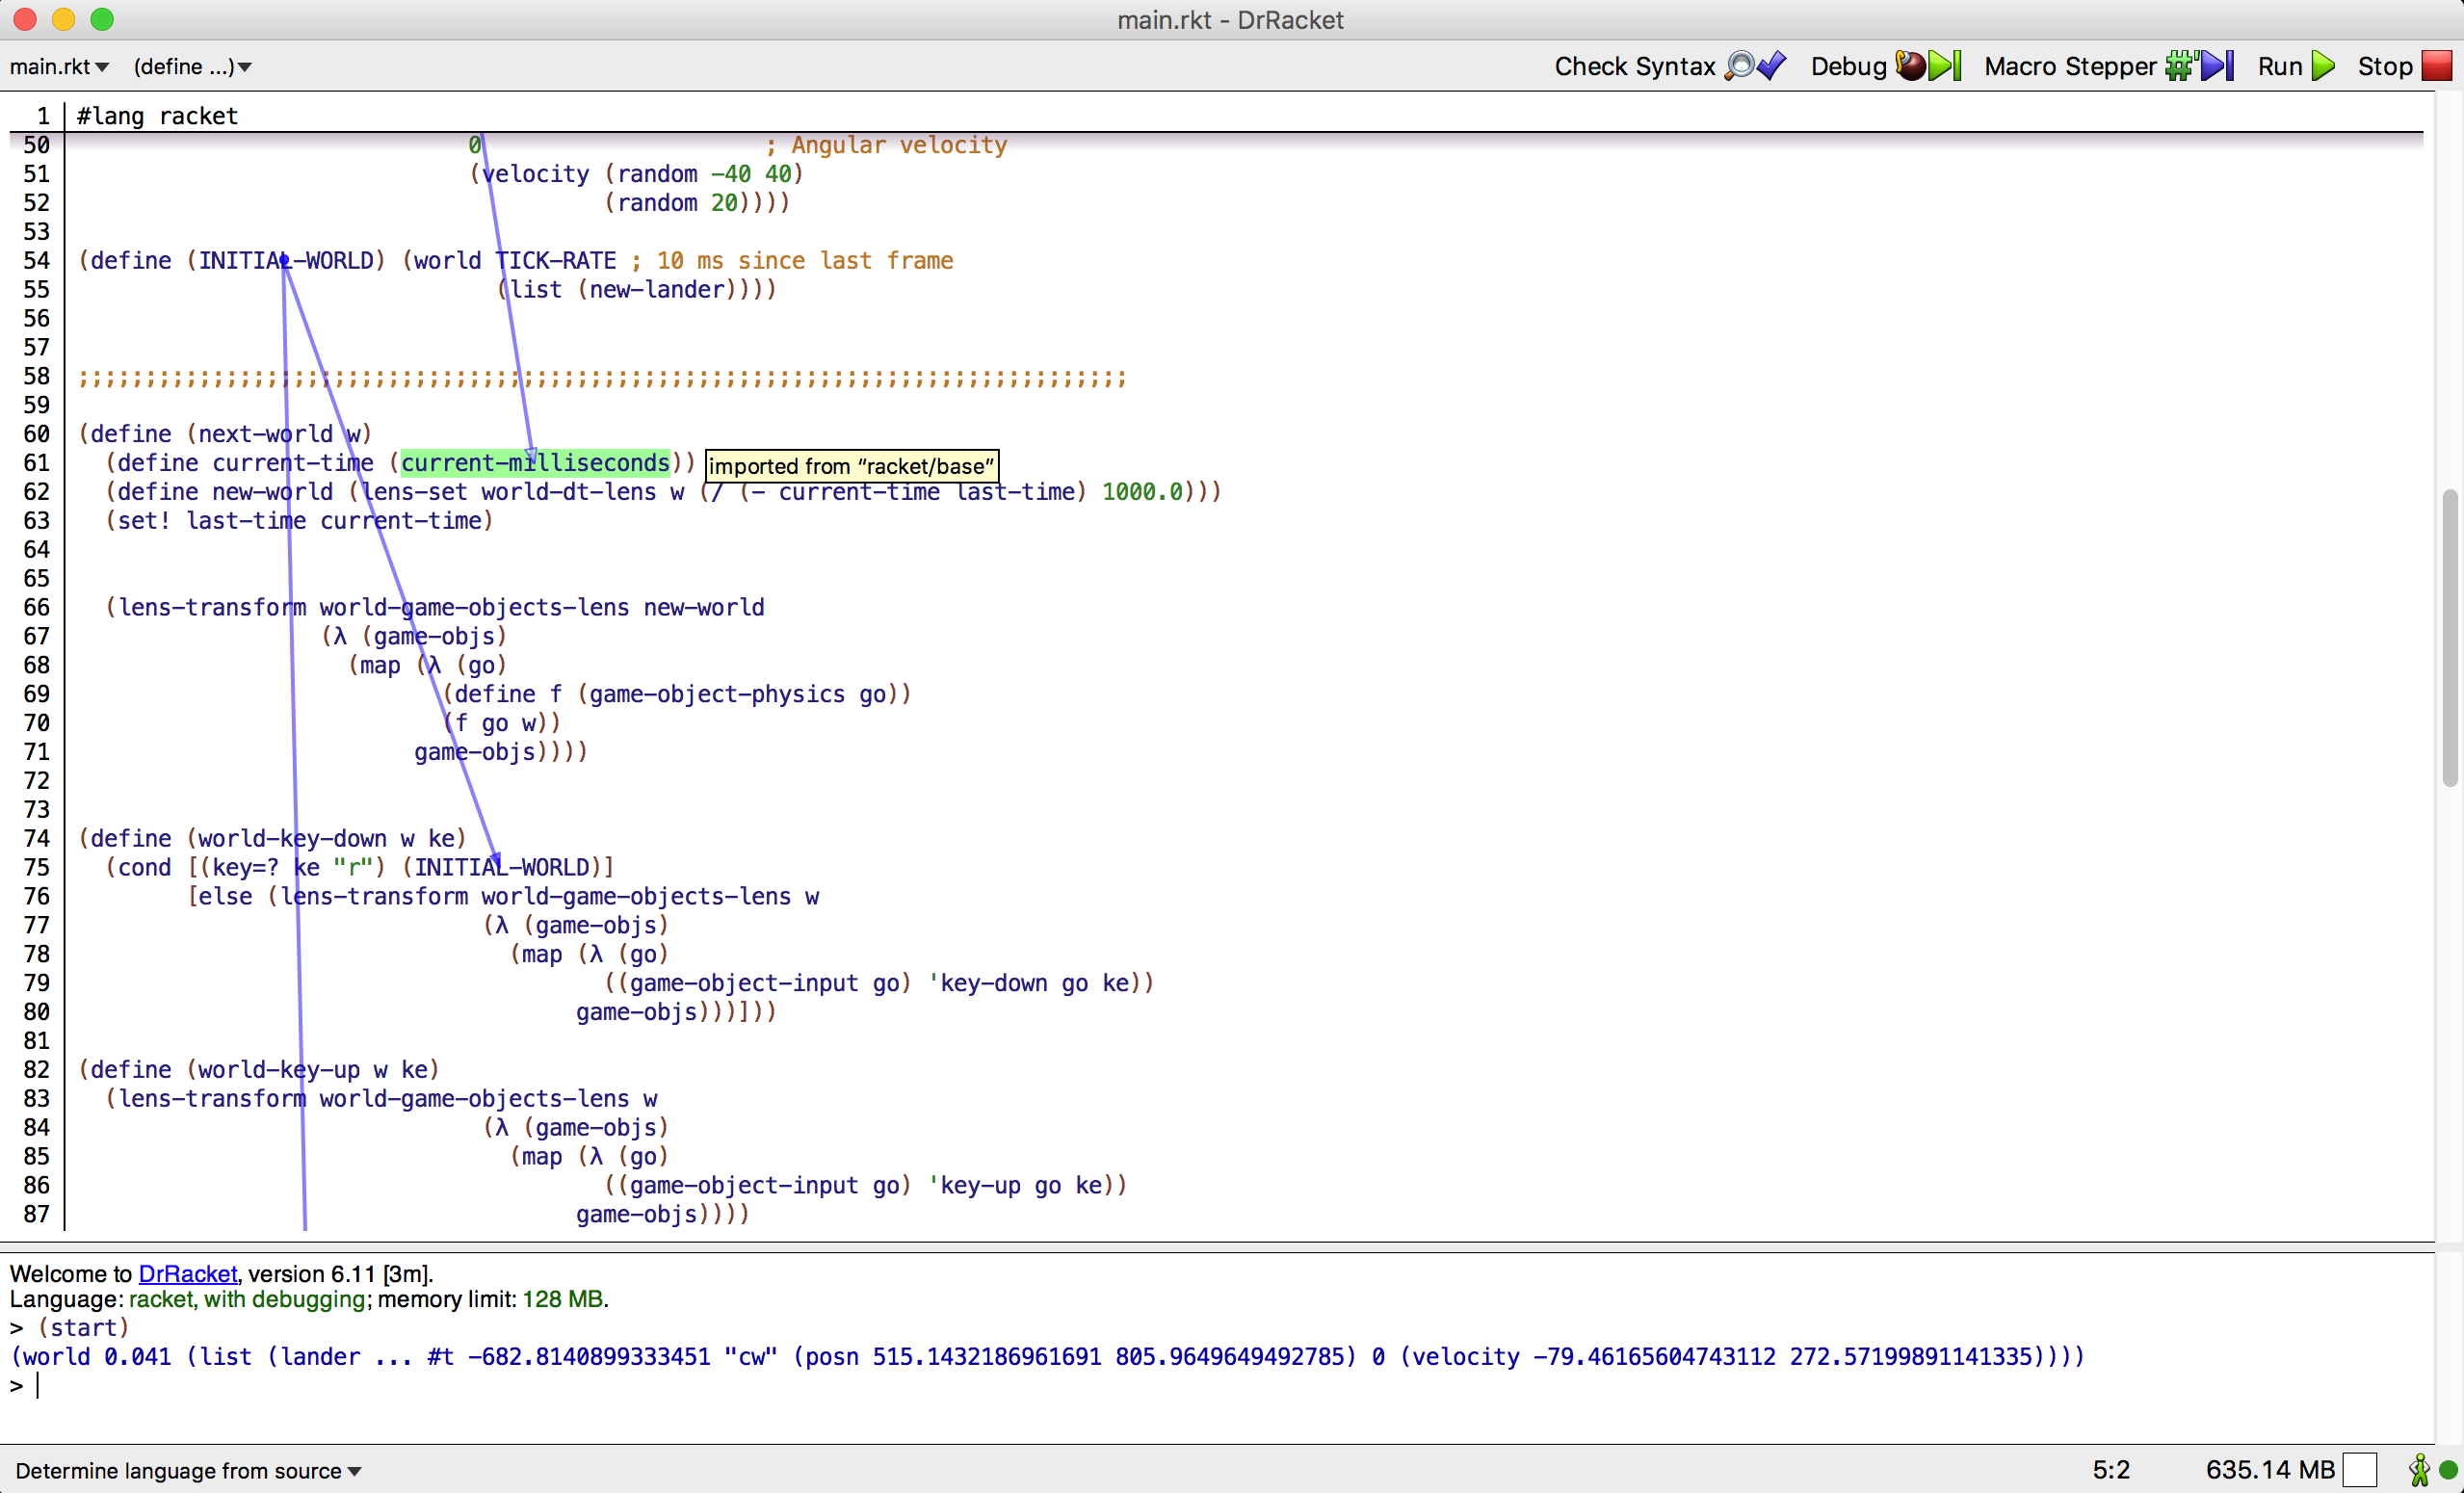 main.rkt - DrRacket
main.rkt (define ...) Check Syntax Debug Macro Stepper #' Run Stop
1 #lang racket
50 0 ; Angular velocity
51 (velocity (random -40 40)
52 (random 20))))
53
54 (define (INITIAL-WORLD) (world TICK-RATE ; 10 ms since last frame
55 (list (new-lander))))
56
57
58 ;;;;;;;;;;;;;;;;;;;;;;;;;;;;;;;;;;;;;;;;;;;;;;;;;;;;;;;;;;;;;;;;;;;;;;;;;;;;;;
59
60 (define (next-world w)
61 (define current-time (current-milliseconds)) imported from “racket/base”
62 (define new-world (lens-set world-dt-lens w (/ (- current-time last-time) 1000.0)))
63 (set! last-time current-time)
64
65
66 (lens-transform world-game-objects-lens new-world
67 (λ (game-objs)
68 (map (λ (go)
69 (define f (game-object-physics go))
70 (f go w))
71 game-objs))))
72
73
74 (define (world-key-down w ke)
75 (cond [(key=? ke "r") (INITIAL-WORLD)]
76 [else (lens-transform world-game-objects-lens w
77 (λ (game-objs)
78 (map (λ (go)
79 ((game-object-input go) 'key-down go ke))
80 game-objs)))]))
81
82 (define (world-key-up w ke)
83 (lens-transform world-game-objects-lens w
84 (λ (game-objs)
85 (map (λ (go)
86 ((game-object-input go) 'key-up go ke))
87 game-objs))))
Welcome to DrRacket, version 6.11 [3m].
Language: racket, with debugging; memory limit: 128 MB.
> (start)
(world 0.041 (list (lander ... #t -682.8140899333451 "cw" (posn 515.1432186961691 805.9649649492785) 0 (velocity -79.46165604743112 272.57199891141335))))
>
Determine language from source 5:2 635.14 MB